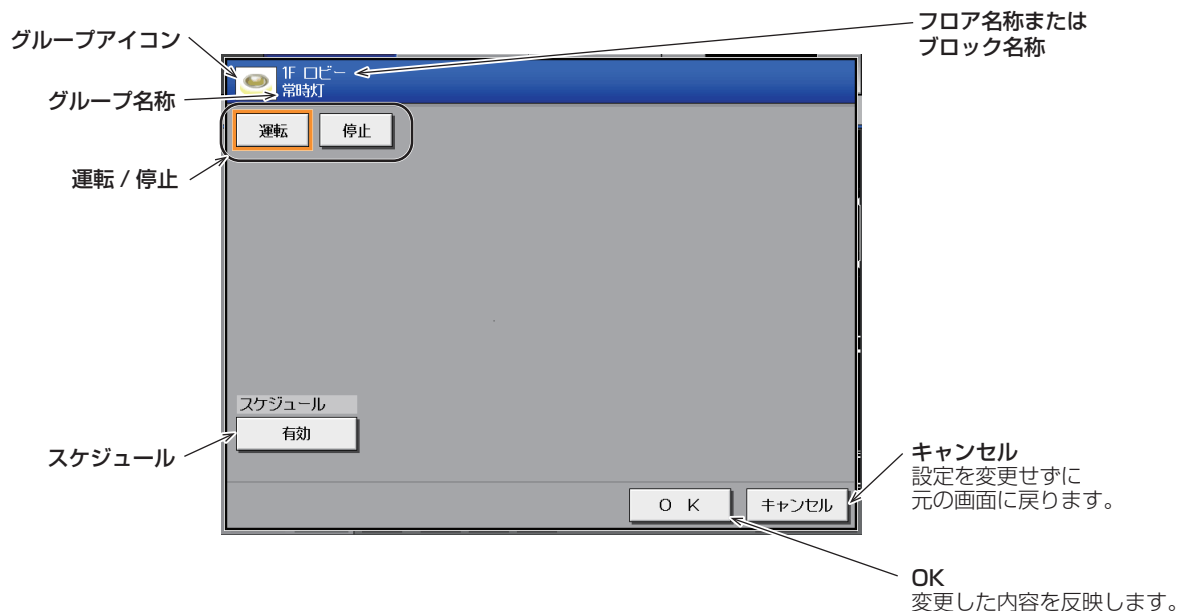 フロア名称または
ブロック名称
グループアイコン
1F ロビー
常時灯
グループ名称
運転 停止
運転 / 停止
スケジュール
有効
スケジュール
O K キャンセル
キャンセル
設定を変更せずに
元の画面に戻ります。
OK
変更した内容を反映します。